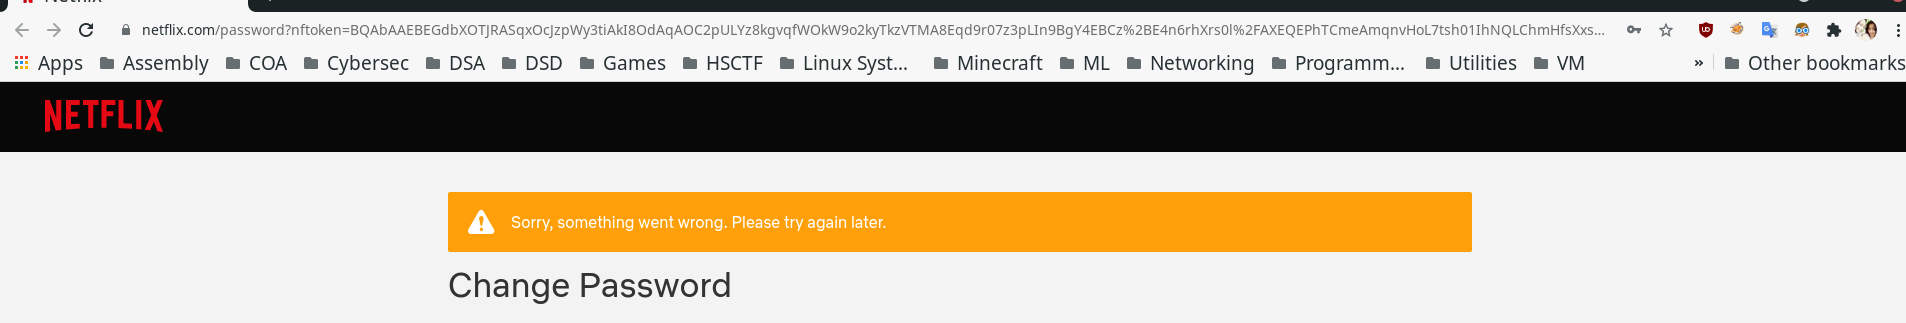 netflix.com/password?nftoken=BQAbAAEBEGdbXOTJRASqxOcJzpWy3tiAkI8OdAqAOC2pULYz8kgvqfWOkW9o2kyTkzVTMA8Eqd9r07z3pLIn9BgY4EBCz%2BE4n6rhXrs0l%2FAXEQEPhTCmeAmqnvHoL7tsh01IhNQLChmHfsXxs...
Apps Assembly COA Cybersec DSA DSD Games HSCTF Linux Syst... Minecraft ML Networking Programm... Utilities VM » Other bookmarks
NETFLIX
Sorry, something went wrong. Please try again later.
Change Password